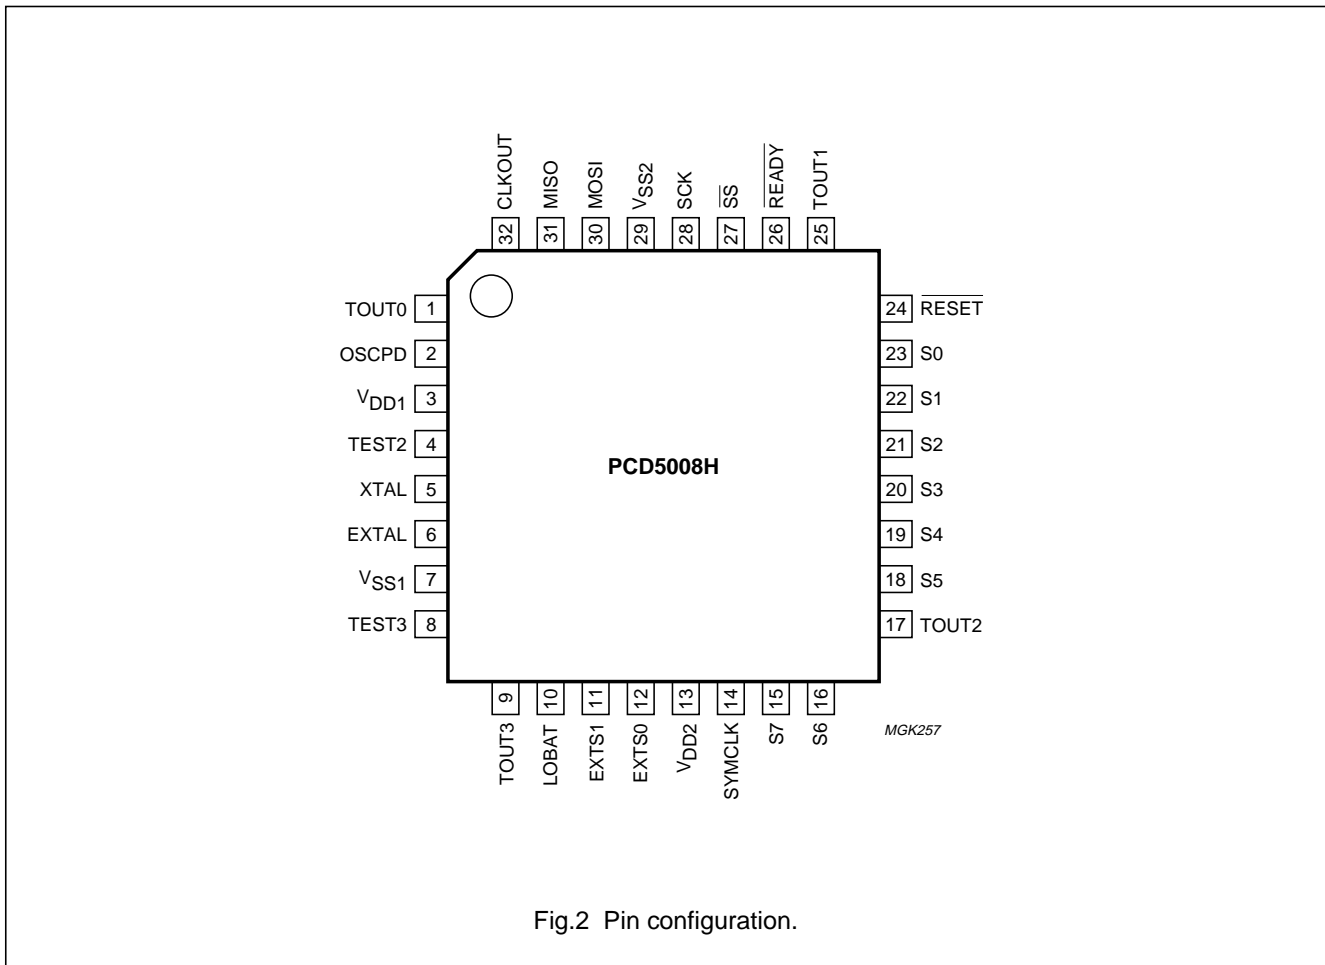 CLKOUT
MISO
MOSI
VSS2
SCK
SS
READY
TOUT1
32
31
30
29
28
27
26
25
TOUT0 1
OSCPD 2
VDD1 3
TEST2 4
XTAL 5
EXTAL 6
VSS1 7
TEST3 8
PCD5008H
24 RESET
23 S0
22 S1
21 S2
20 S3
19 S4
18 S5
17 TOUT2
9
10
11
12
13
14
15
16
TOUT3
LOBAT
EXTS1
EXTS0
VDD2
SYMCLK
S7
S6
MGK257
Fig.2 Pin configuration.